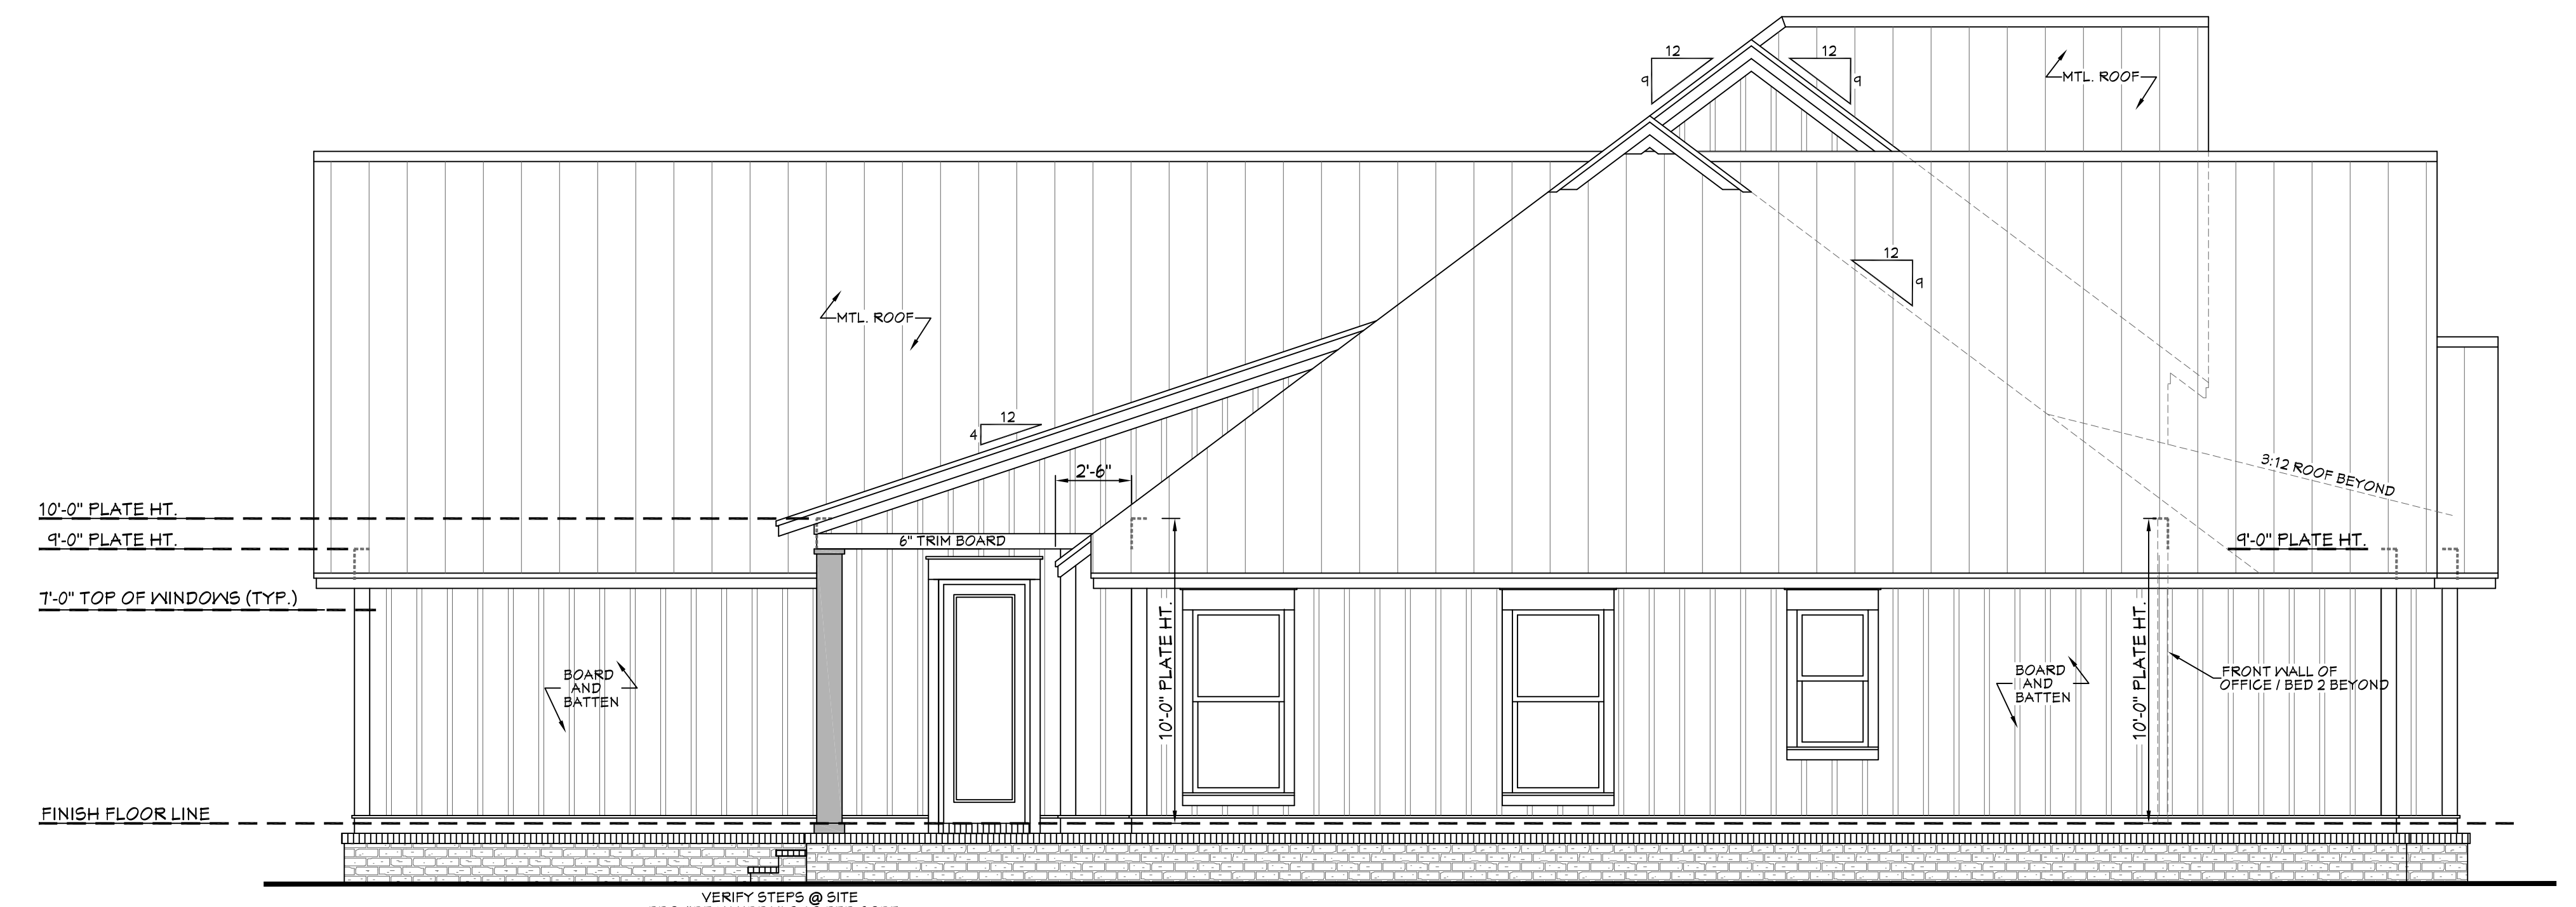 12
9
12
9
MTL. ROOF
12
9
MTL. ROOF
12
4
2'-6"
3:12 ROOF BEYOND
10'-0" PLATE HT.
9'-0" PLATE HT.
6" TRIM BOARD
9'-0" PLATE HT.
7'-0" TOP OF WINDOWS (TYP.)
10'-0" PLATE HT.
10'-0" PLATE HT.
BOARD
AND
BATTEN
BOARD
AND
BATTEN
FRONT WALL OF
OFFICE / BED 2 BEYOND
FINISH FLOOR LINE
VERIFY STEPS @ SITE